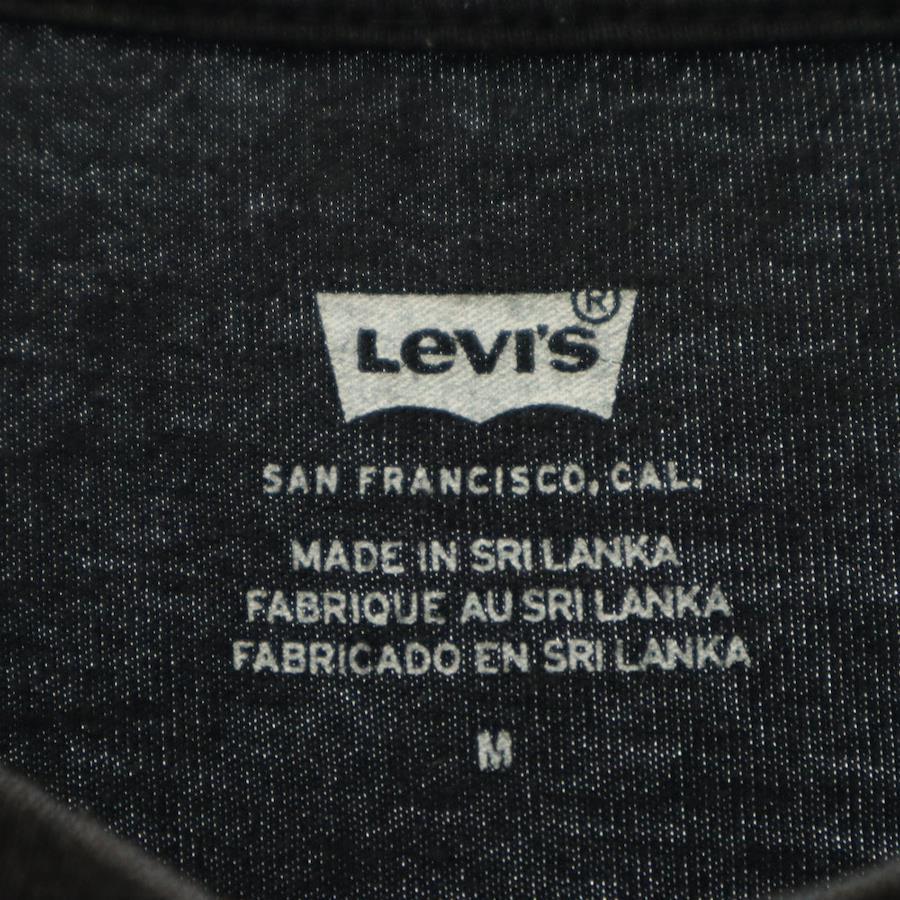 LEVI'S®
SAN FRANCISCO, CAL.
MADE IN SRI LANKA
FABRIQUE AU SRI LANKA
FABRICADO EN SRI LANKA
M